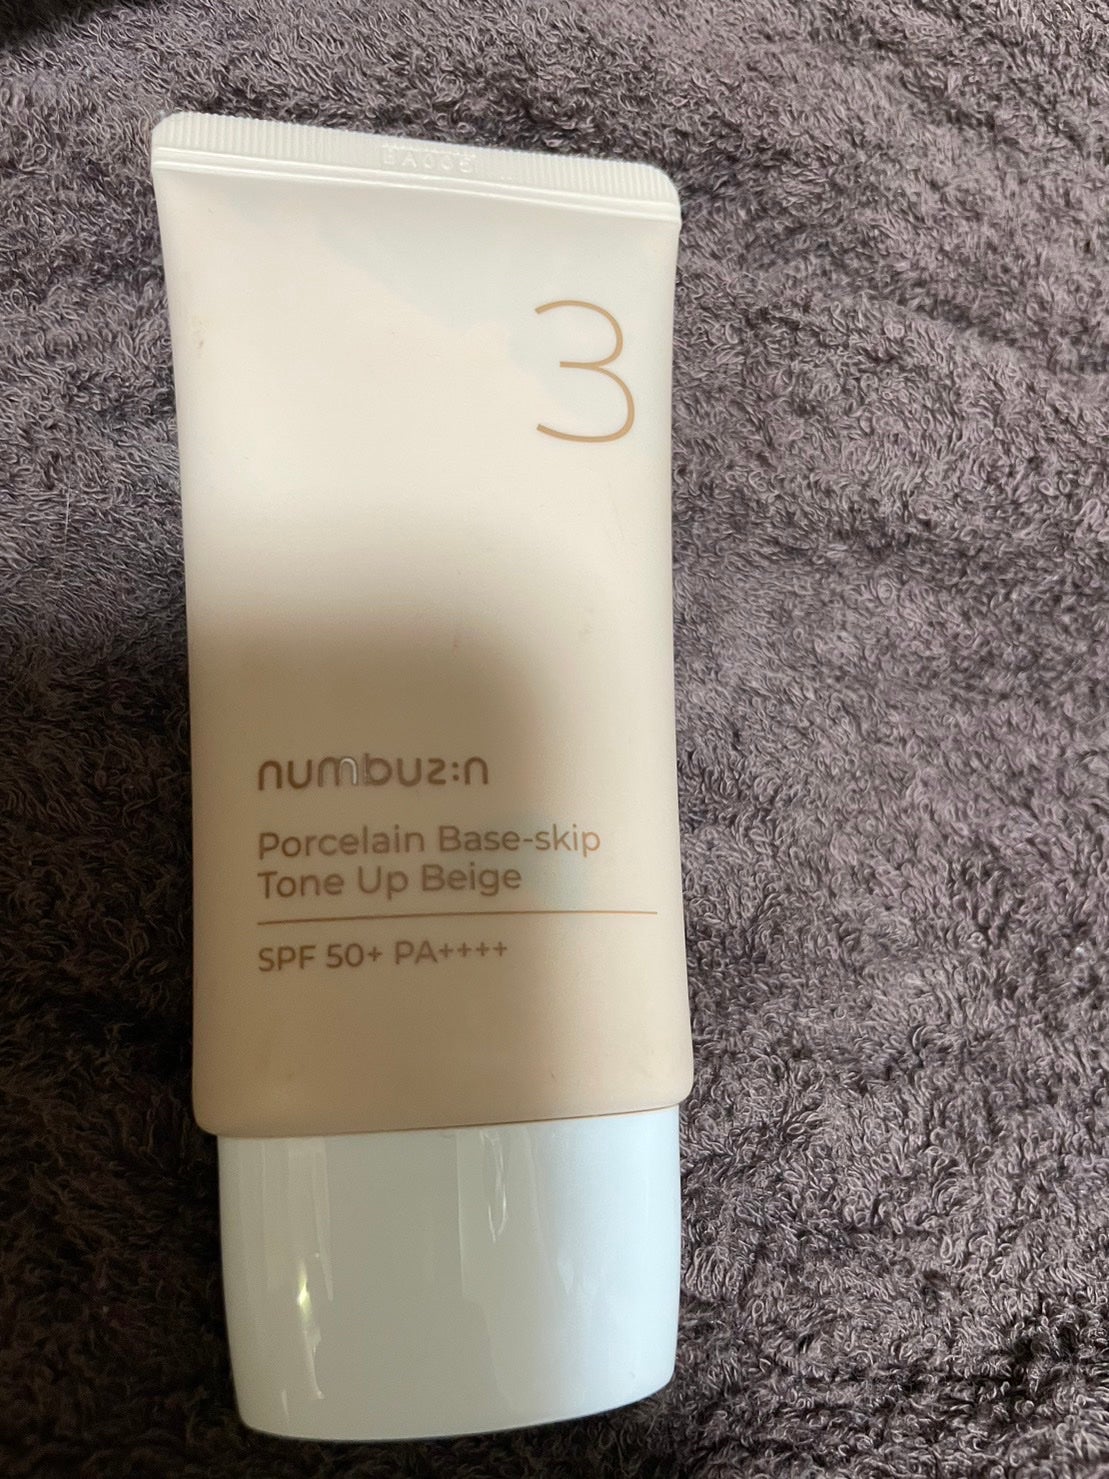 3
numbuz:n
Porcelain Base-skip
Tone Up Beige
SPF 50+ PA++++